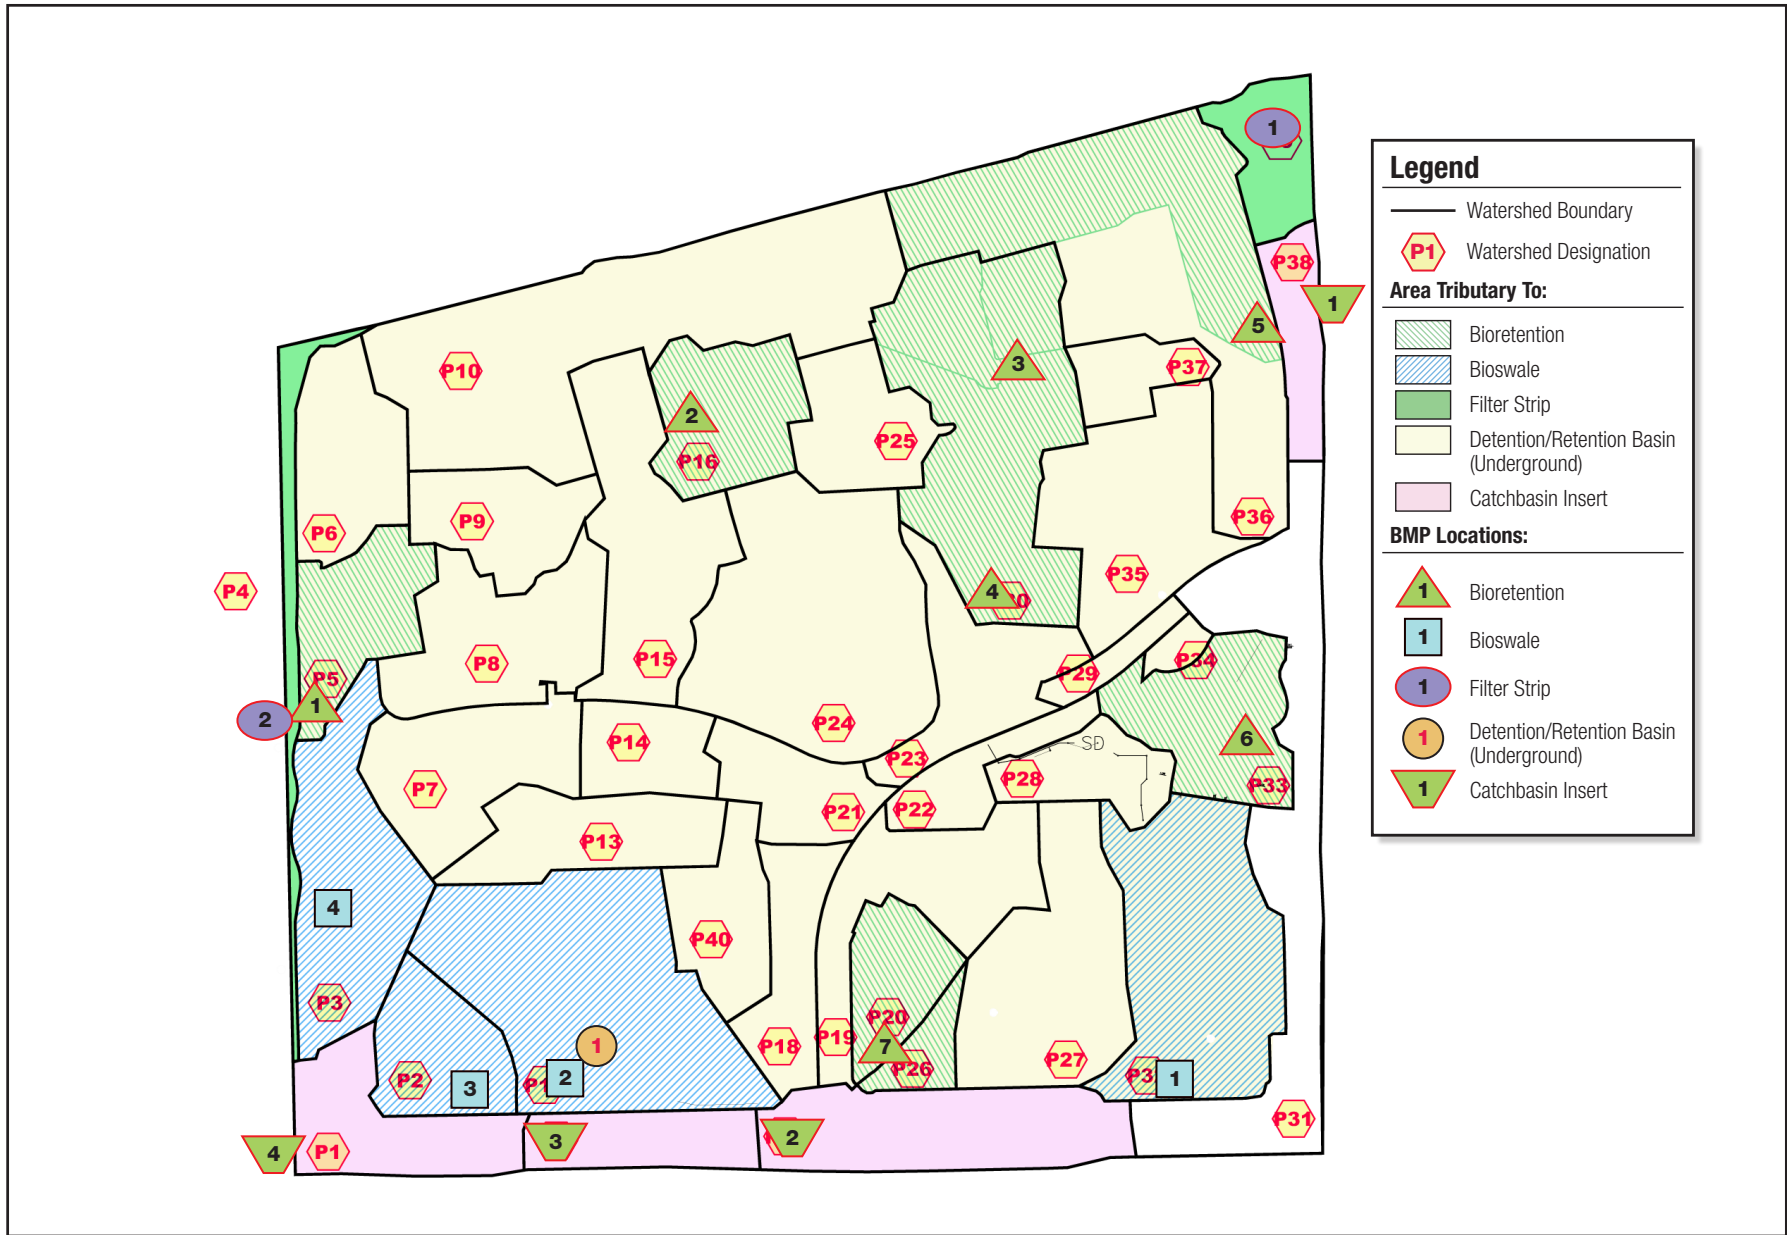 1
P38
1
5
3
P37
P10
2
P25
P16
P36
P9
P6
P35
P4
4
P15
P8
P29
P34
P5
1
2
P24
6
P14
SD
P23
P28
P33
P7
P21
P22
P13
4
P40
P3
P20
P19
1
P18
7
P27
P26
P2
3
2
1
P31
4
P1
3
2
Legend
Watershed Boundary
P1 Watershed Designation
Area Tributary To:
Bioretention
Bioswale
Filter Strip
Detention/Retention Basin
(Underground)
Catchbasin Insert
BMP Locations:
1 Bioretention
1 Bioswale
1 Filter Strip
1 Detention/Retention Basin
(Underground)
1 Catchbasin Insert